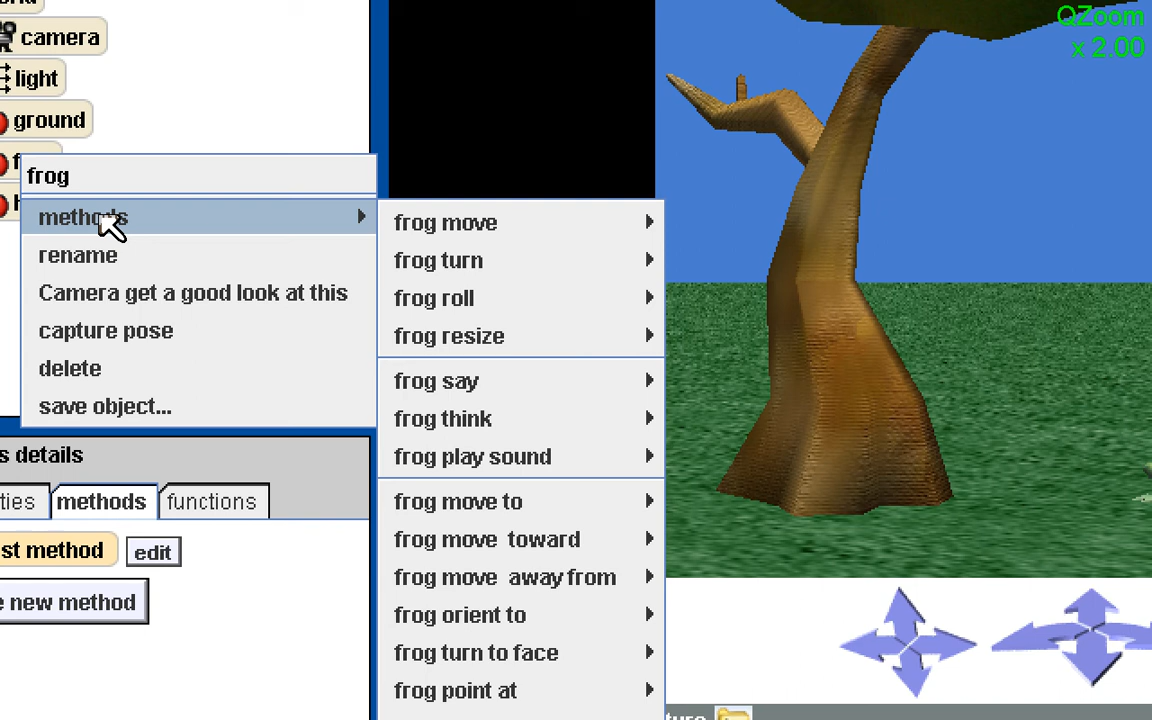 camera
light
ground
frog
methods
rename
Camera get a good look at this
capture pose
delete
save object...
frog move
frog turn
frog roll
frog resize
frog say
frog think
frog play sound
frog move to
frog move toward
frog move away from
frog orient to
frog turn to face
frog point at
s details
ties
methods
functions
st method
edit
e new method
QZoom
x 2.00